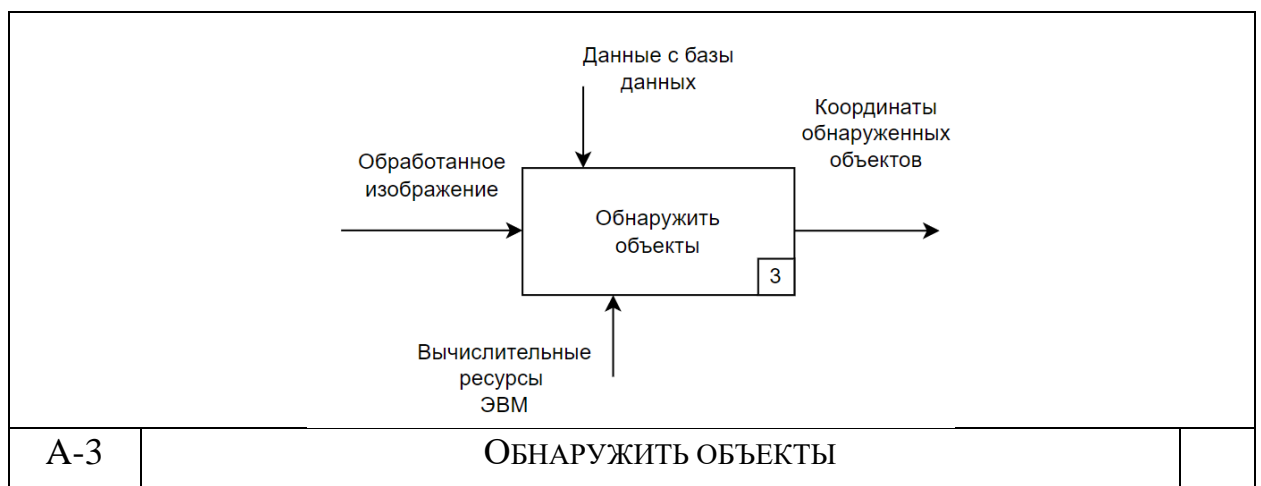 Данные с базы
данных
Координаты
обнаруженных
объектов
Обработанное
изображение
Обнаружить
объекты
3
Вычислительные
ресурсы
ЭВМ
А-3
ОБНАРУЖИТЬ ОБЪЕКТЫ